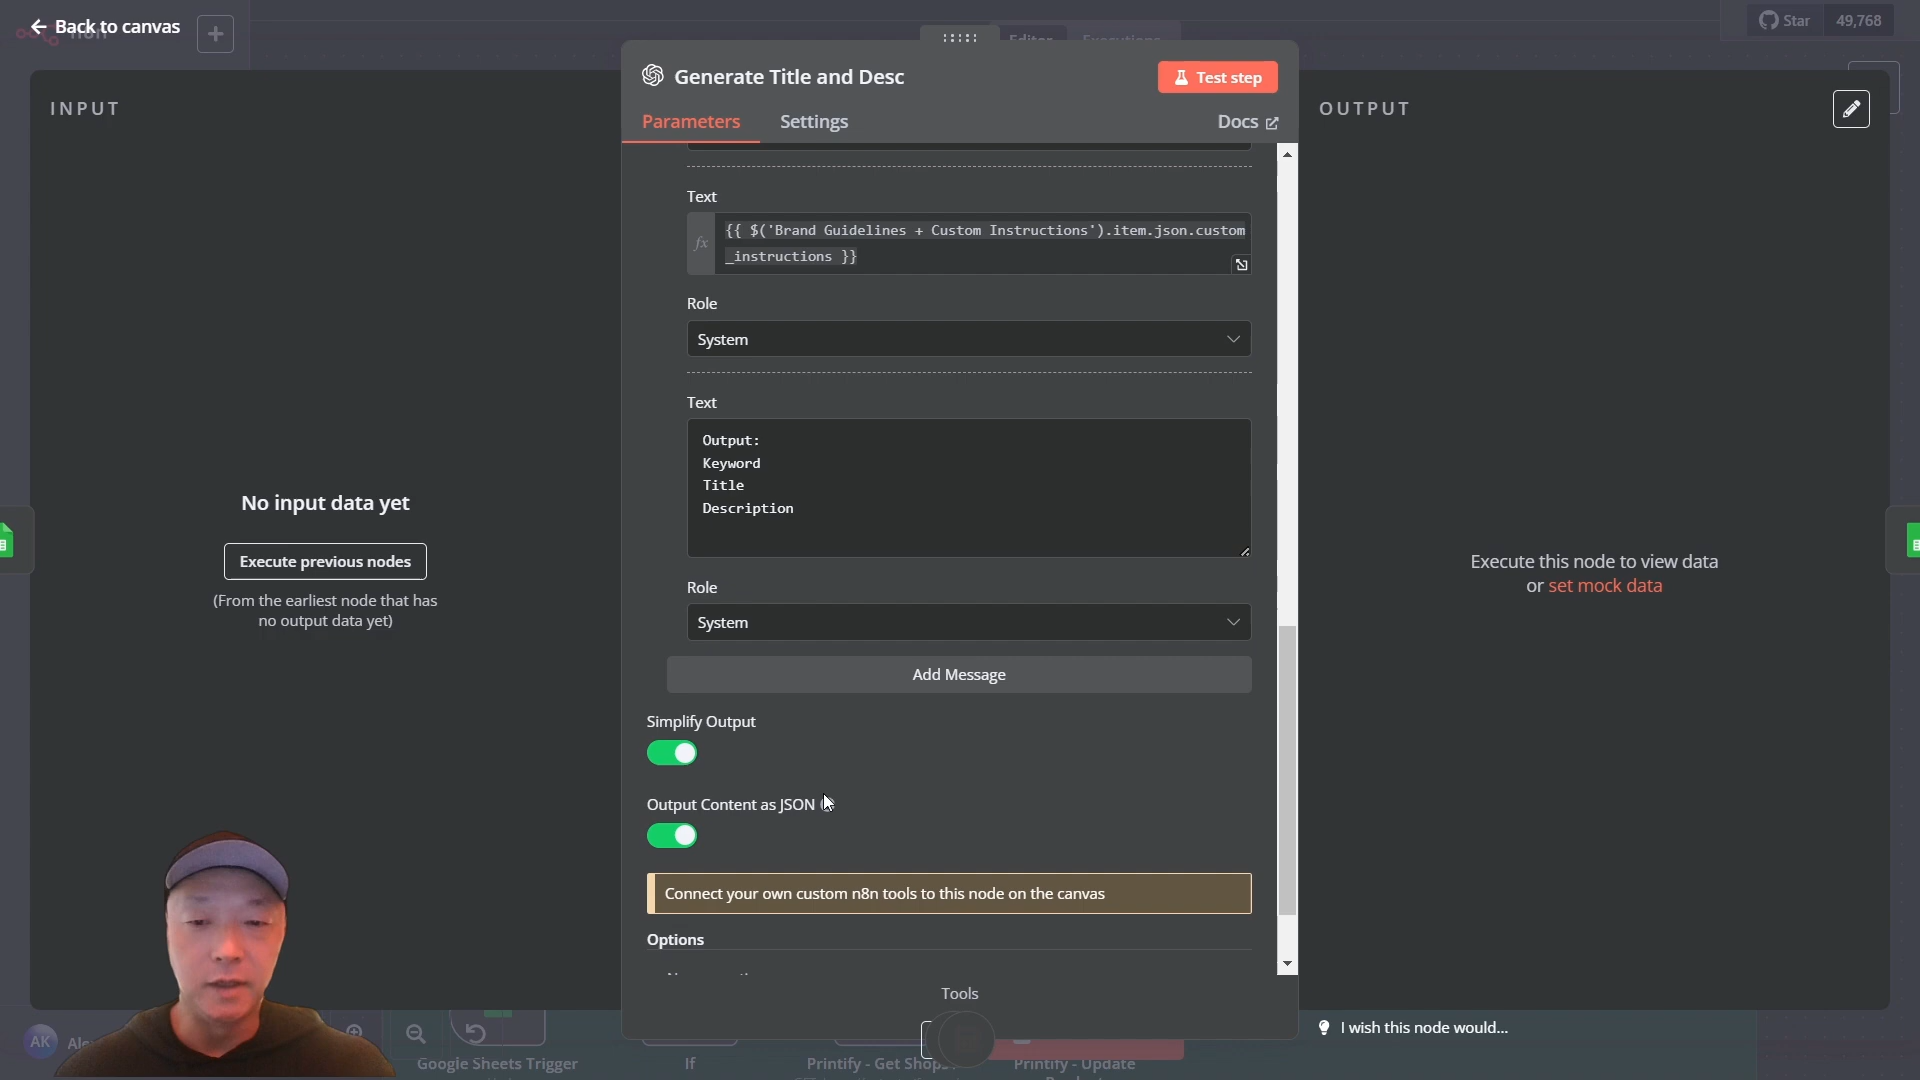 Back to canvas
Star
49,768
Editor
Executions
Generate Title and Desc
Test step
INPUT
Parameters
Settings
Docs
OUTPUT
Text
fx
{{ $('Brand Guidelines + Custom Instructions').item.json.custom
_instructions }}
Role
System
Text
Output:
Keyword
Title
Description
No input data yet
Execute previous nodes
(From the earliest node that has
no output data yet)
Execute this node to view data
or set mock data
Role
System
Add Message
Simplify Output
Output Content as JSON
Connect your own custom n8n tools to this node on the canvas
Options
Tools
I wish this node would...
AK
Google Sheets Trigger
If
Printify - Get Shops
Printify - Update